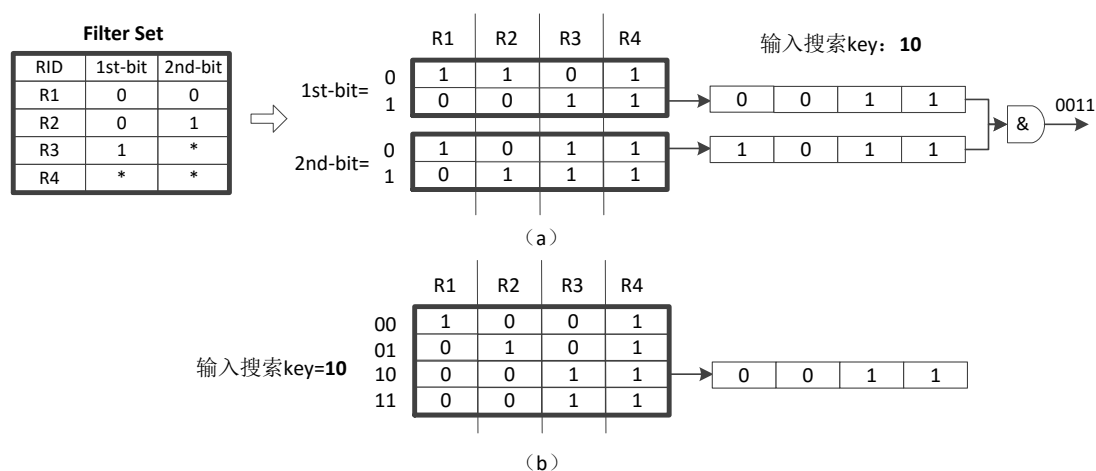 Filter Set
RID 1st-bit 2nd-bit
R1 0 0
R2 0 1
R3 1 *
R4 * *
R1 R2 R3 R4
1st-bit=
0 1 1 0 1
1 0 0 1 1
2nd-bit=
0 1 0 1 1
1 0 1 1 1
输入搜索key：10
0 0 1 1
1 0 1 1
&
0011
（a）
R1 R2 R3 R4
00 1 0 0 1
01 0 1 0 1
10 0 0 1 1
11 0 0 1 1
输入搜索key=10
0 0 1 1
（b）